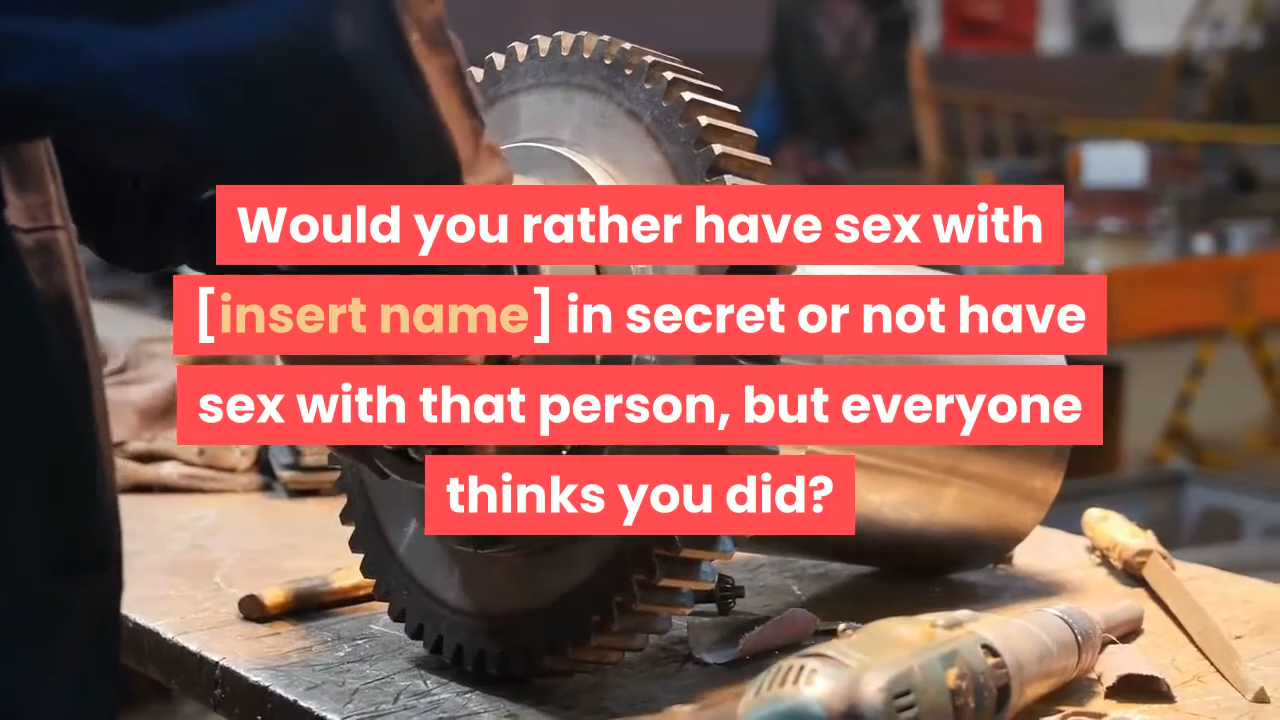 Would you rather have sex with
[insert name] in secret or not have
sex with that person, but everyone
thinks you did?